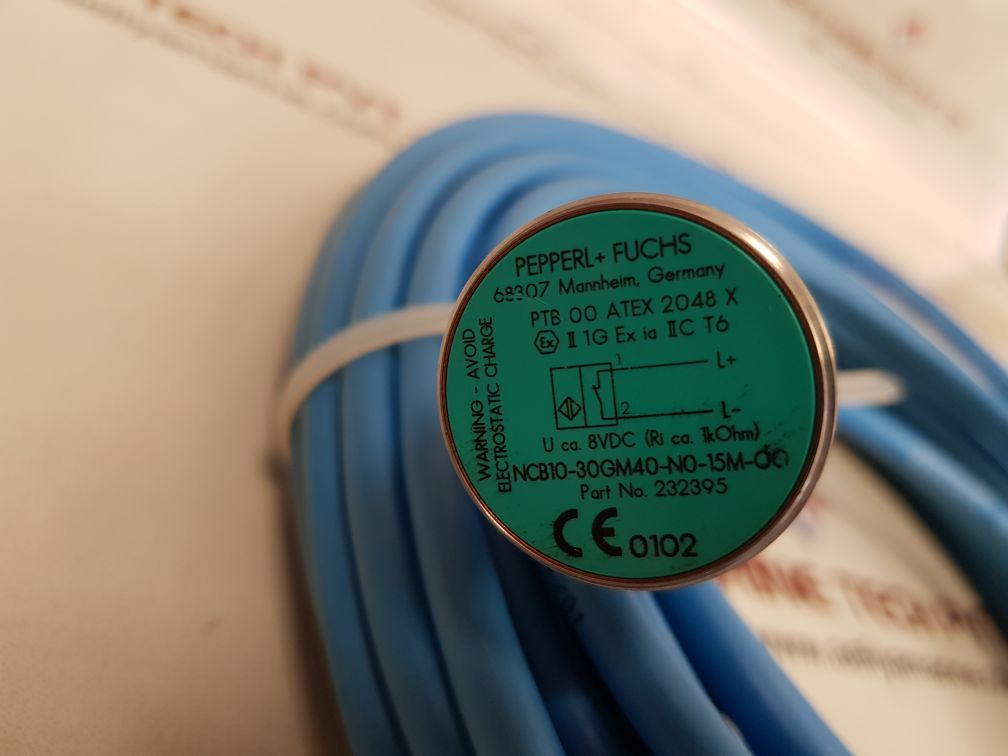 PEPPERL+ FUCHS
68307 Mannheim, Germany
PTB 00 ATEX 2048 X
Ex II 1G Ex ia IIC T6
1 L+
2 L-
U ca. 8VDC (Ri ca. 1kOhm)
NCB10-30GM40-N0-15M-
Part No. 232395
CE 0102
WARNING - AVOID
ELECTROSTATIC CHARGE